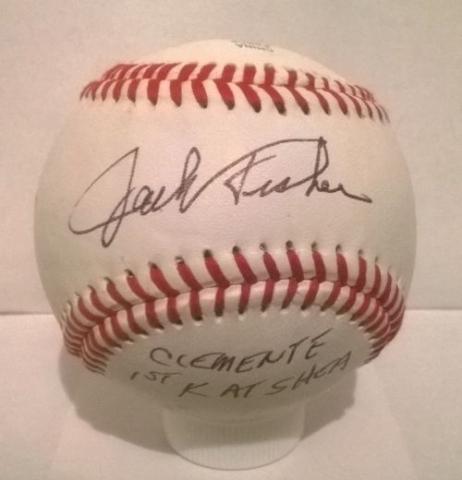 Jack Fisher
CLEMENTE
1ST K AT SHEA